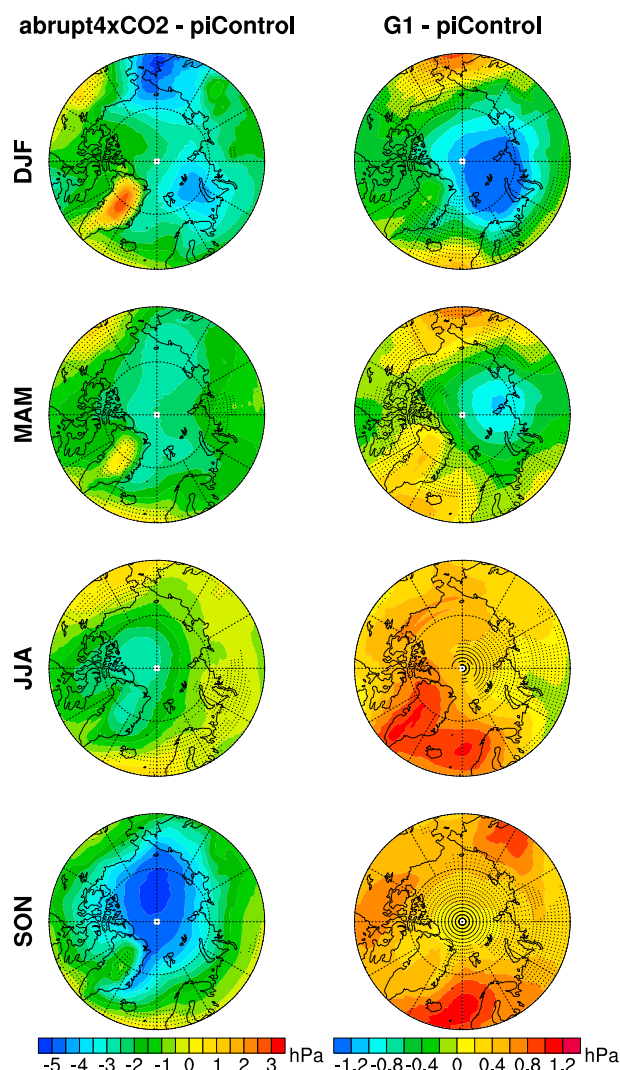 abrupt4xCO2 - piControl G1 - piControl
DJF
MAM
JJA
SON
-5 -4 -3 -2 -1 0 1 2 3 hPa -1.2 -0.8 -0.4 0 0.4 0.8 1.2 hPa